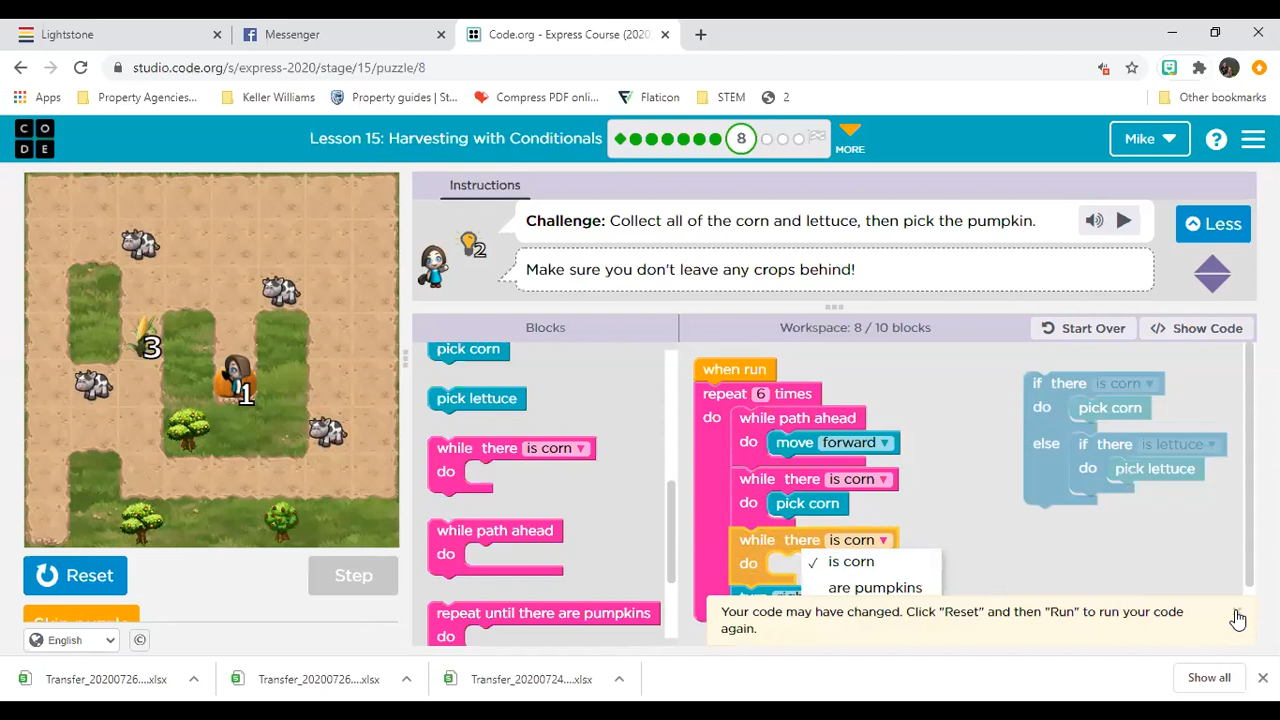 Lightstone
Messenger
Code.org - Express Course (2020
studio.code.org/s/express-2020/stage/15/puzzle/8
Apps
Property Agencies...
Keller Williams
Property guides | St...
Compress PDF onlin...
Flaticon
STEM
2
Other bookmarks
C O
D E
Lesson 15: Harvesting with Conditionals
8
MORE
Mike
?
Instructions
2
Challenge: Collect all of the corn and lettuce, then pick the pumpkin.
Less
Make sure you don't leave any crops behind!
3
1
Blocks
Workspace: 8 / 10 blocks
Start Over
</> Show Code
pick corn
pick lettuce
while there is corn
do
while path ahead
do
repeat until there are pumpkins
do
when run
repeat 6 times
do while path ahead
do move forward
while there is corn
do pick corn
while there is corn
do
✓ is corn
are pumpkins
if there is corn
do pick corn
else if there is lettuce
do pick lettuce
Your code may have changed. Click "Reset" and then "Run" to run your code
again.
Reset
Step
English
©
Transfer_20200726....xlsx
Transfer_20200726....xlsx
Transfer_20200724....xlsx
Show all